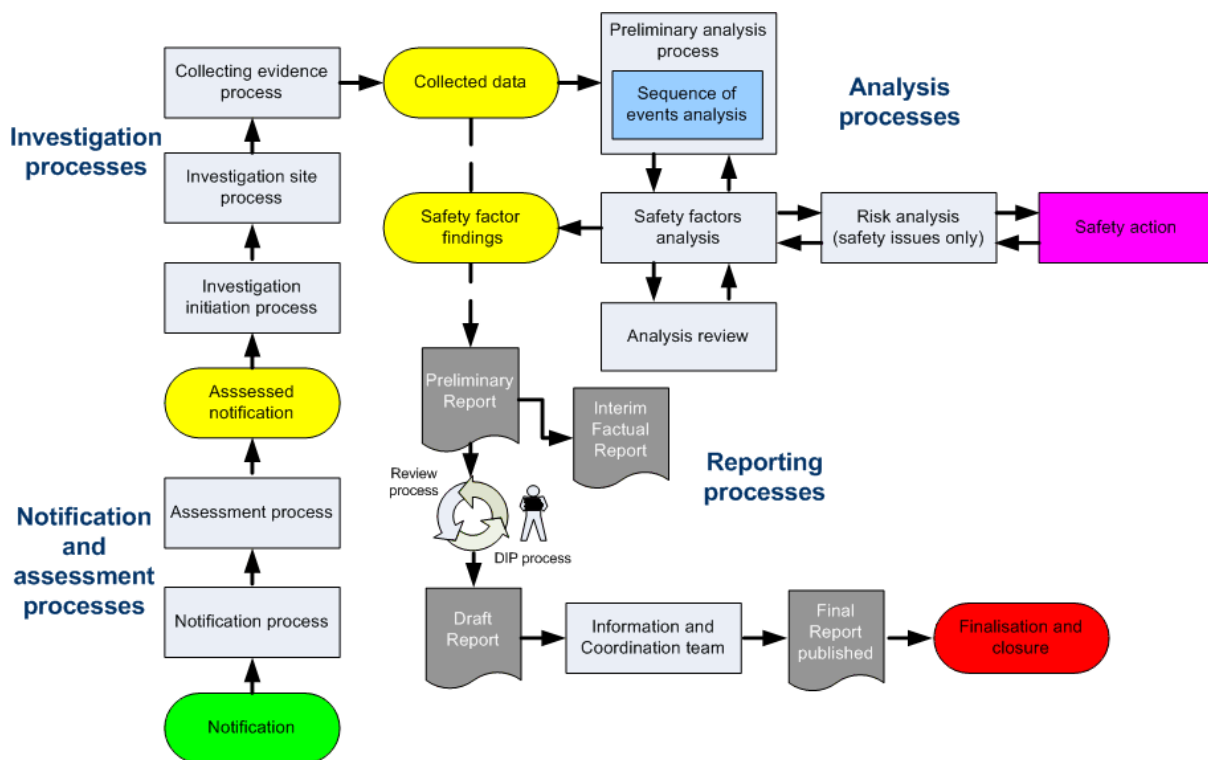 Preliminary analysis
process
Collecting evidence
process
Collected data
Sequence of
events analysis
Analysis
processes
Investigation
processes
Investigation site
process
Safety factor
findings
Safety factors
analysis
Risk analysis
(safety issues only)
Safety action
Investigation
initiation process
Analysis review
Preliminary
Report
Asssessed
notification
Interim
Factual
Report
Reporting
processes
Review
process
Notification
and
assessment
processes
Assessment process
DIP process
Notification process
Draft
Report
Information and
Coordination team
Final
Report
published
Finalisation and
closure
Notification